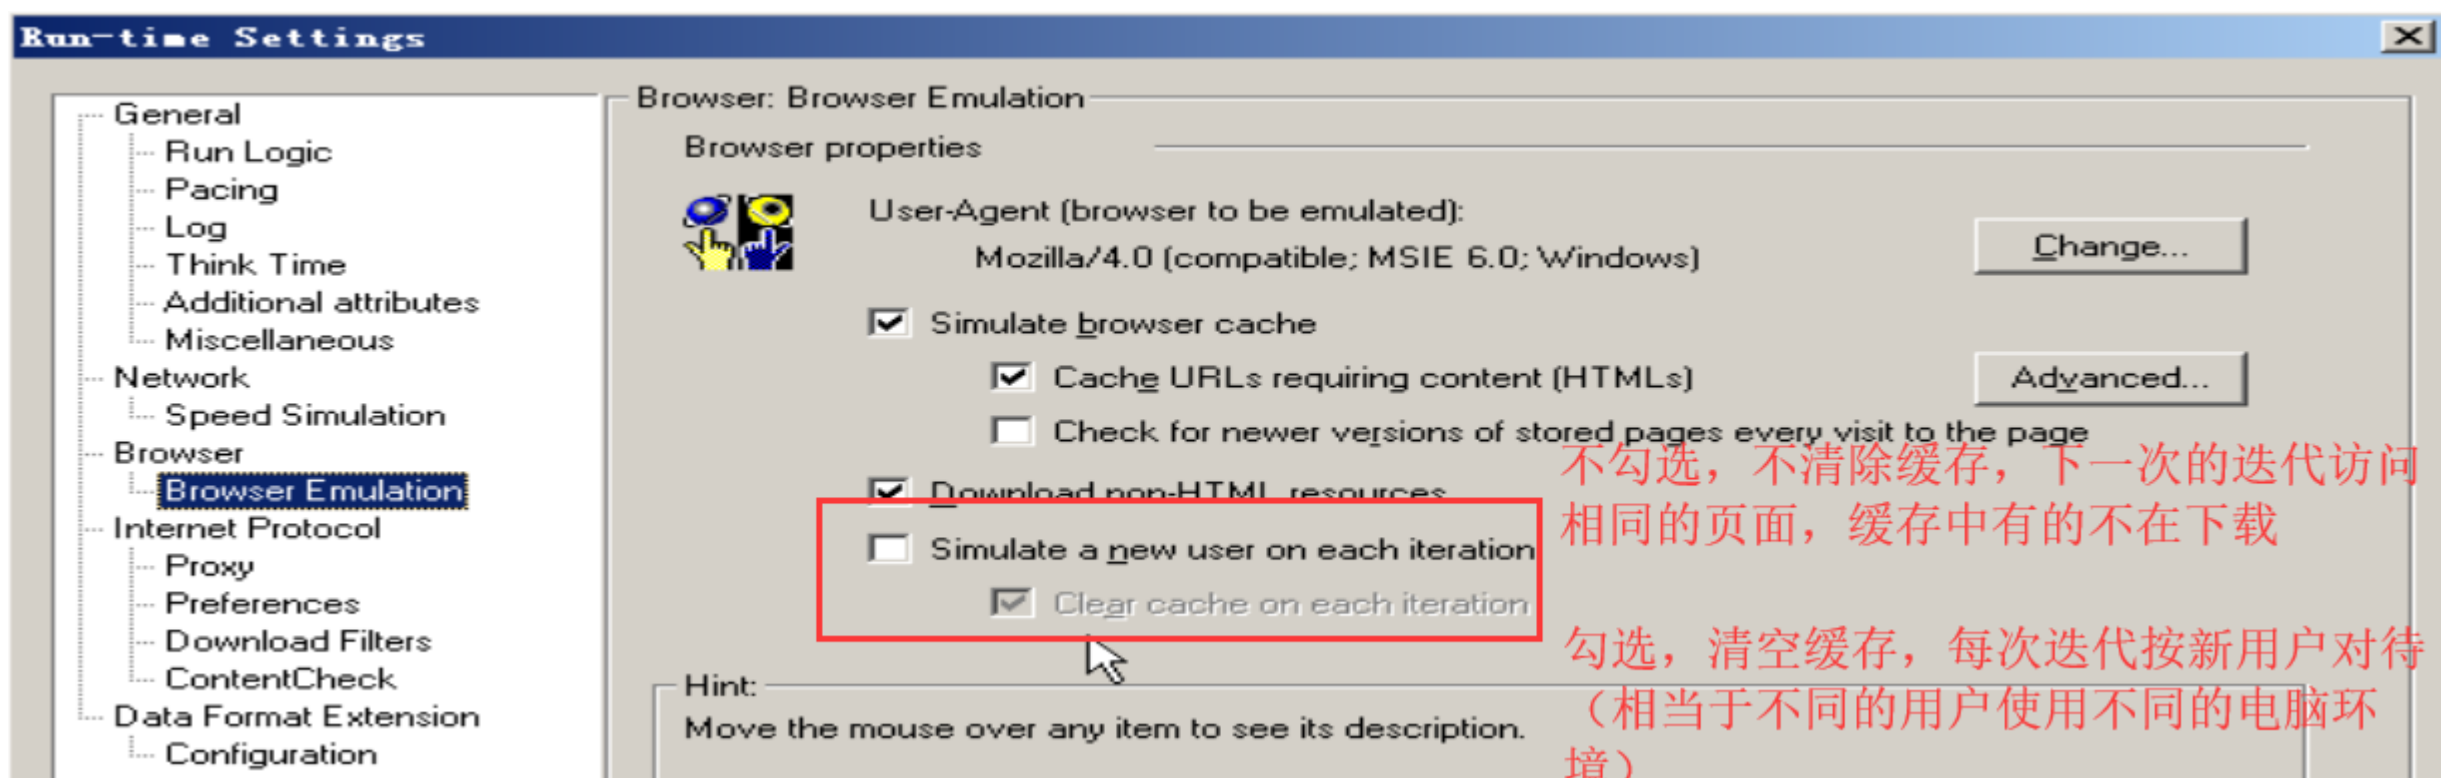 Run-time Settings
General
Run Logic
Pacing
Log
Think Time
Additional attributes
Miscellaneous
Network
Speed Simulation
Browser
Browser Emulation
Internet Protocol
Proxy
Preferences
Download Filters
ContentCheck
Data Format Extension
Configuration
Browser: Browser Emulation
Browser properties
User-Agent (browser to be emulated):
Mozilla/4.0 (compatible; MSIE 6.0; Windows)
Change...
Simulate browser cache
Cache URLs requiring content (HTMLs)
Advanced...
Check for newer versions of stored pages every visit to the page
Download non-HTML resources
Simulate a new user on each iteration
Clear cache on each iteration
不勾选，不清除缓存，下一次的迭代访问
相同的页面，缓存中有的不在下载
勾选，清空缓存，每次迭代按新用户对待
（相当于不同的用户使用不同的电脑环
境）
Hint:
Move the mouse over any item to see its description.